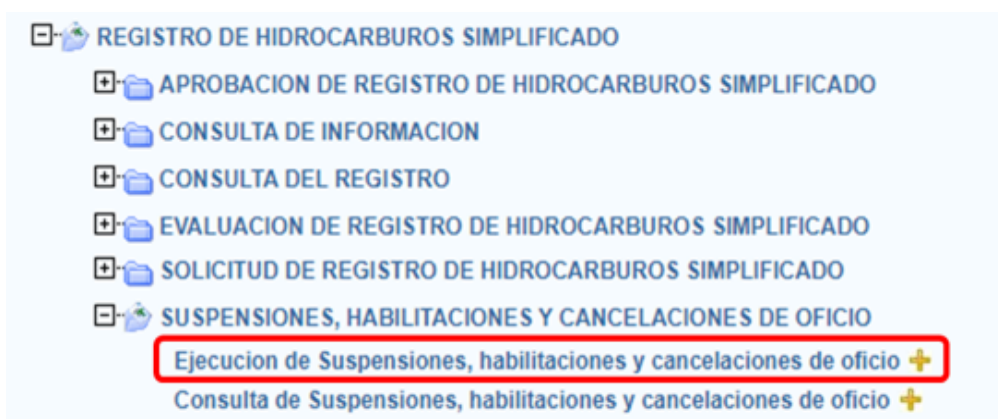 REGISTRO DE HIDROCARBUROS SIMPLIFICADO
APROBACION DE REGISTRO DE HIDROCARBUROS SIMPLIFICADO
CONSULTA DE INFORMACION
CONSULTA DEL REGISTRO
EVALUACION DE REGISTRO DE HIDROCARBUROS SIMPLIFICADO
SOLICITUD DE REGISTRO DE HIDROCARBUROS SIMPLIFICADO
SUSPENSIONES, HABILITACIONES Y CANCELACIONES DE OFICIO
Ejecucion de Suspensiones, habilitaciones y cancelaciones de oficio
Consulta de Suspensiones, habilitaciones y cancelaciones de oficio